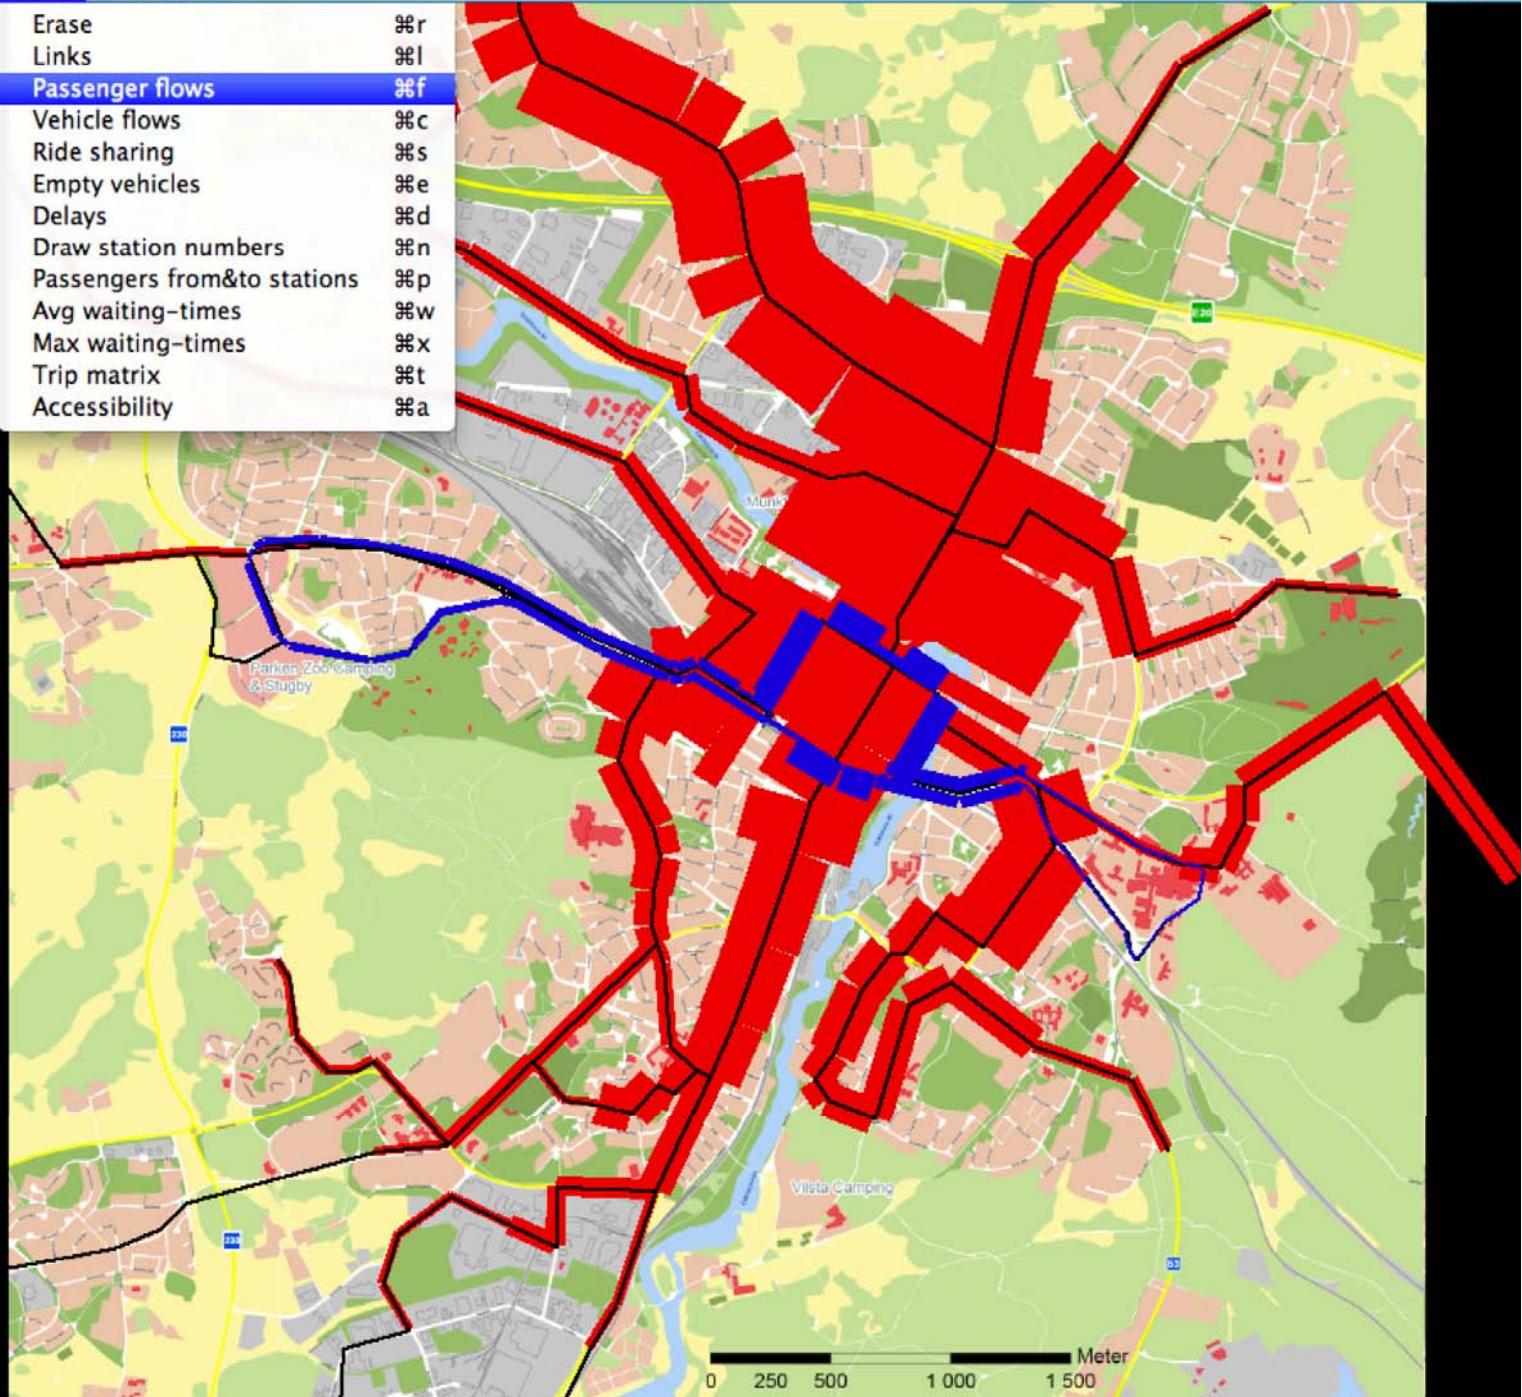 Erase ⌘r
Links ⌘l
Passenger flows ⌘f
Vehicle flows ⌘c
Ride sharing ⌘s
Empty vehicles ⌘e
Delays ⌘d
Draw station numbers ⌘n
Passengers from&to stations ⌘p
Avg waiting-times ⌘w
Max waiting-times ⌘x
Trip matrix ⌘t
Accessibility ⌘a
E20
Munk
Parken Zoo Camping
& Stugby
230
Vilsta Camping
230
53
Meter
0 250 500 1 000 1 500